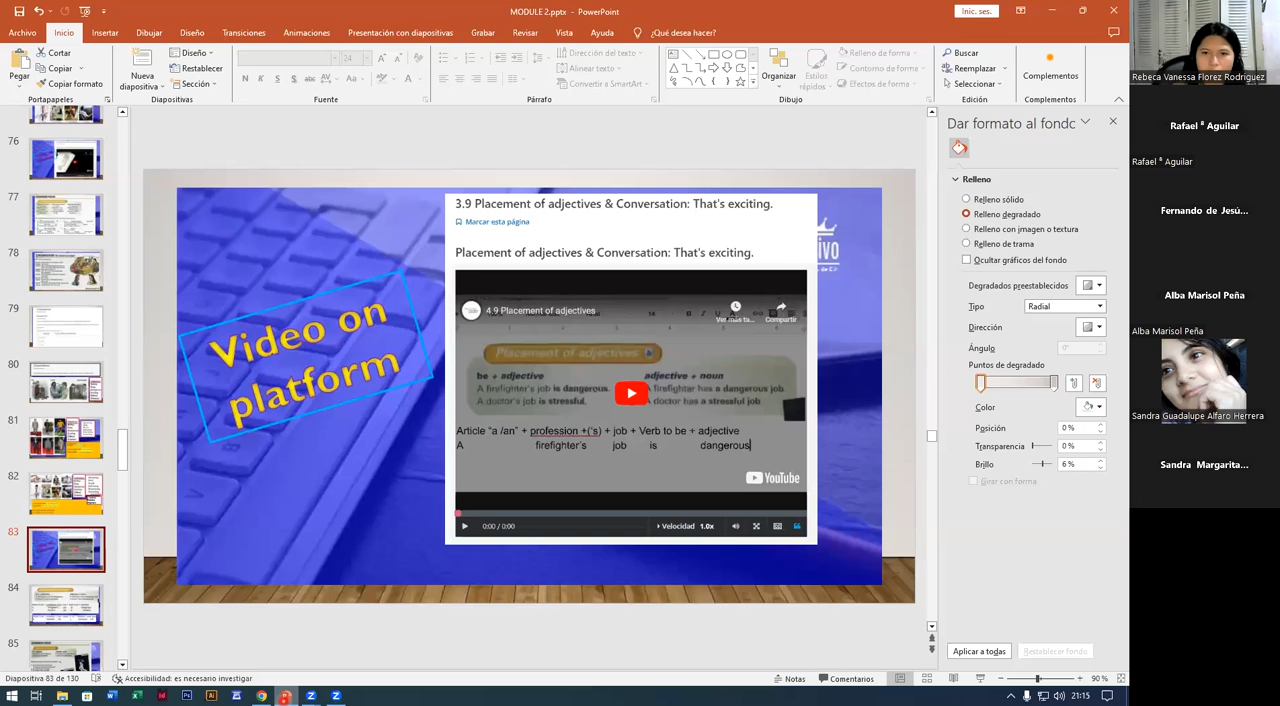 MODULE 2.pptx - PowerPoint
Inic. ses.
Archivo
Inicio
Insertar
Dibujar
Diseño
Transiciones
Animaciones
Presentación con diapositivas
Grabar
Revisar
Vista
Ayuda
¿Qué desea hacer?
Pegar
Cortar
Copiar
Copiar formato
Portapapeles
Nueva
diapositiva
Diseño
Restablecer
Sección
Diapositivas
N
K
S
S
abc
AV
Aa
A
Fuente
Dirección del texto
Alinear texto
Convertir a SmartArt
Párrafo
Organizar
Estilos
rápidos
Relleno de forma
Contorno de forma
Efectos de forma
Dibujo
Buscar
Reemplazar
Seleccionar
Edición
Complementos
Complementos
76
77
78
79
80
81
82
83
84
85
Video on
platform
3.9 Placement of adjectives & Conversation: That's exciting.
Marcar esta página
Placement of adjectives & Conversation: That's exciting.
4.9 Placement of adjectives
Ver más ta...
Compartir
Placement of adjectives
be + adjective
adjective + noun
A firefighter's job is dangerous.
A firefighter has a dangerous job
A doctor's job is stressful.
A doctor has a stressful job
Article "a /an" + profession +('s) + job + Verb to be + adjective
A firefighter's job is dangerous
YouTube
0:00 / 0:00
Velocidad 1.0x
Dar formato al fondo
Relleno
Relleno sólido
Relleno degradado
Relleno con imagen o textura
Relleno de trama
Ocultar gráficos del fondo
Degradados preestablecidos
Tipo
Radial
Dirección
Ángulo
0°
Puntos de degradado
Color
Posición
0 %
Transparencia
0 %
Brillo
6 %
Girar con forma
Aplicar a todas
Restablecer fondo
Rebeca Vanessa Florez Rodriguez
Rafael ª Aguilar
Rafael ª Aguilar
Fernando de Jesú...
Alba Marisol Peña
Alba Marisol Peña
Sandra Guadalupe Alfaro Herrera
Sandra Margarita...
Diapositiva 83 de 130
Accesibilidad: es necesario investigar
Notas
Comentarios
90 %
21:15